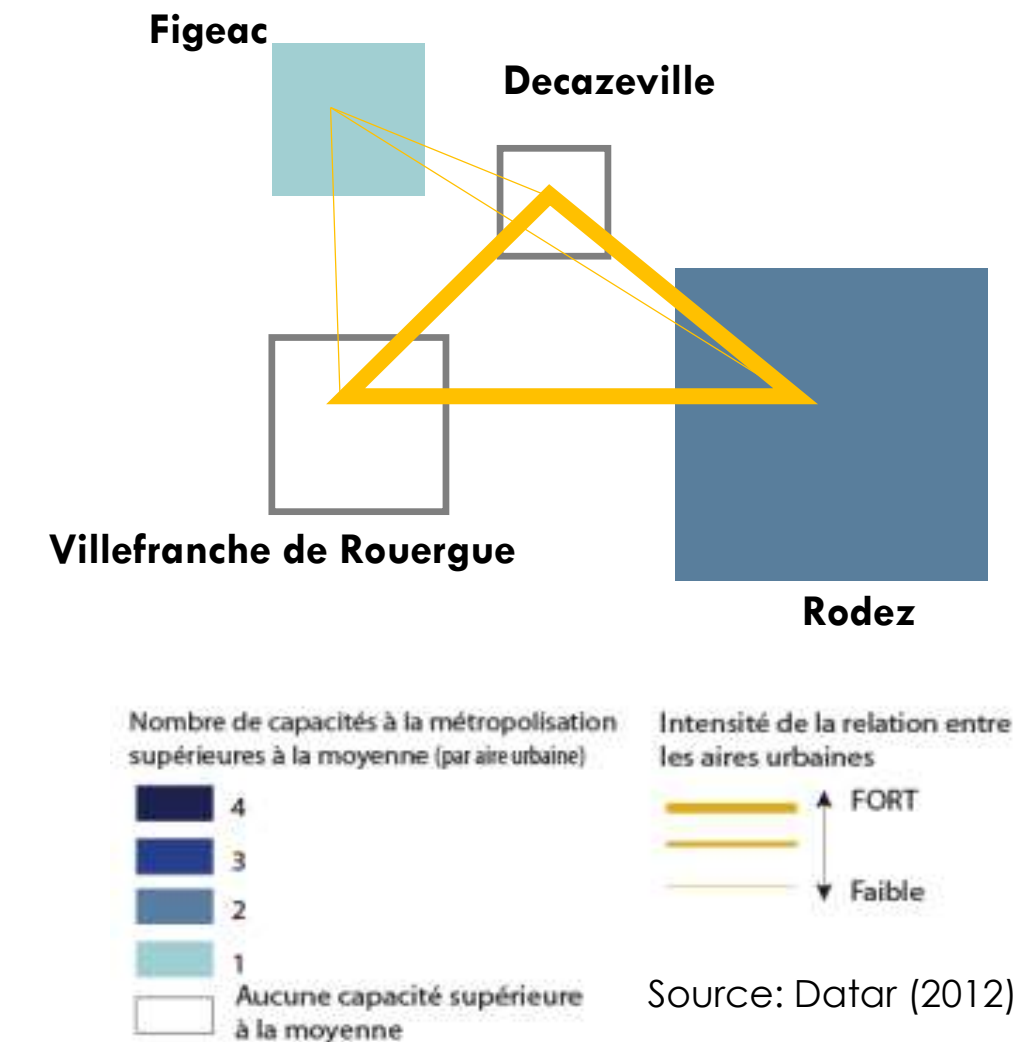 Figeac
Decazeville
Villefranche de Rouergue
Rodez
Nombre de capacités à la métropolisation
supérieures à la moyenne (par aire urbaine)
4
3
2
1
Aucune capacité supérieure
à la moyenne
Intensité de la relation entre
les aires urbaines
FORT
Faible
Source: Datar (2012)